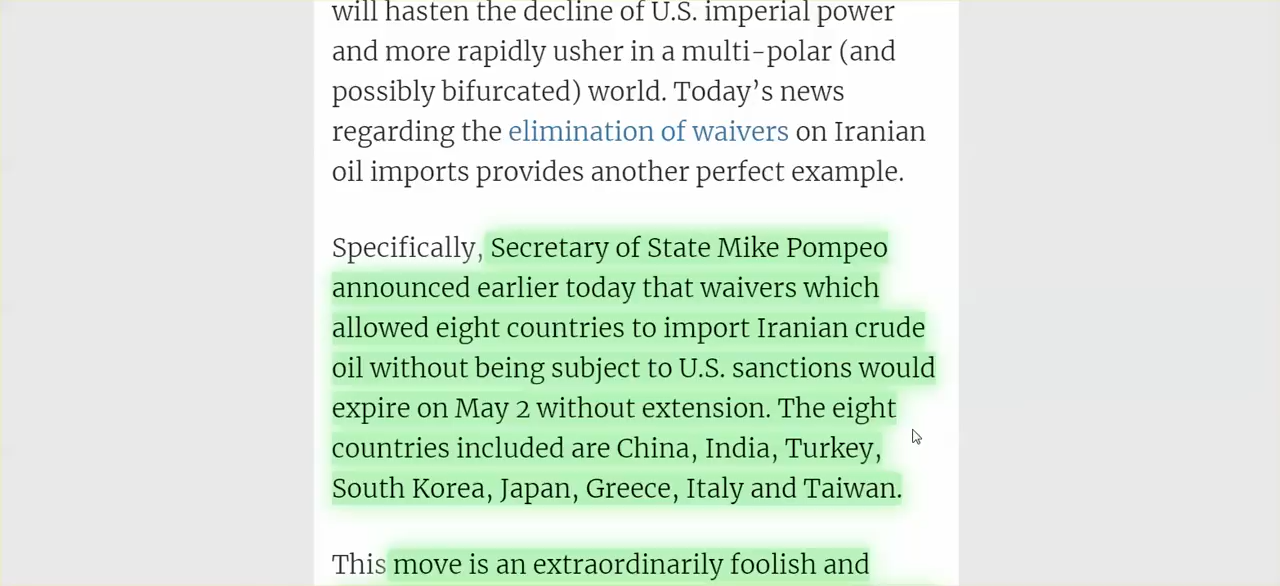 will hasten the decline of U.S. imperial power
and more rapidly usher in a multi-polar (and
possibly bifurcated) world. Today’s news
regarding the elimination of waivers on Iranian
oil imports provides another perfect example.
Specifically, Secretary of State Mike Pompeo
announced earlier today that waivers which
allowed eight countries to import Iranian crude
oil without being subject to U.S. sanctions would
expire on May 2 without extension. The eight
countries included are China, India, Turkey,
South Korea, Japan, Greece, Italy and Taiwan.
This move is an extraordinarily foolish and